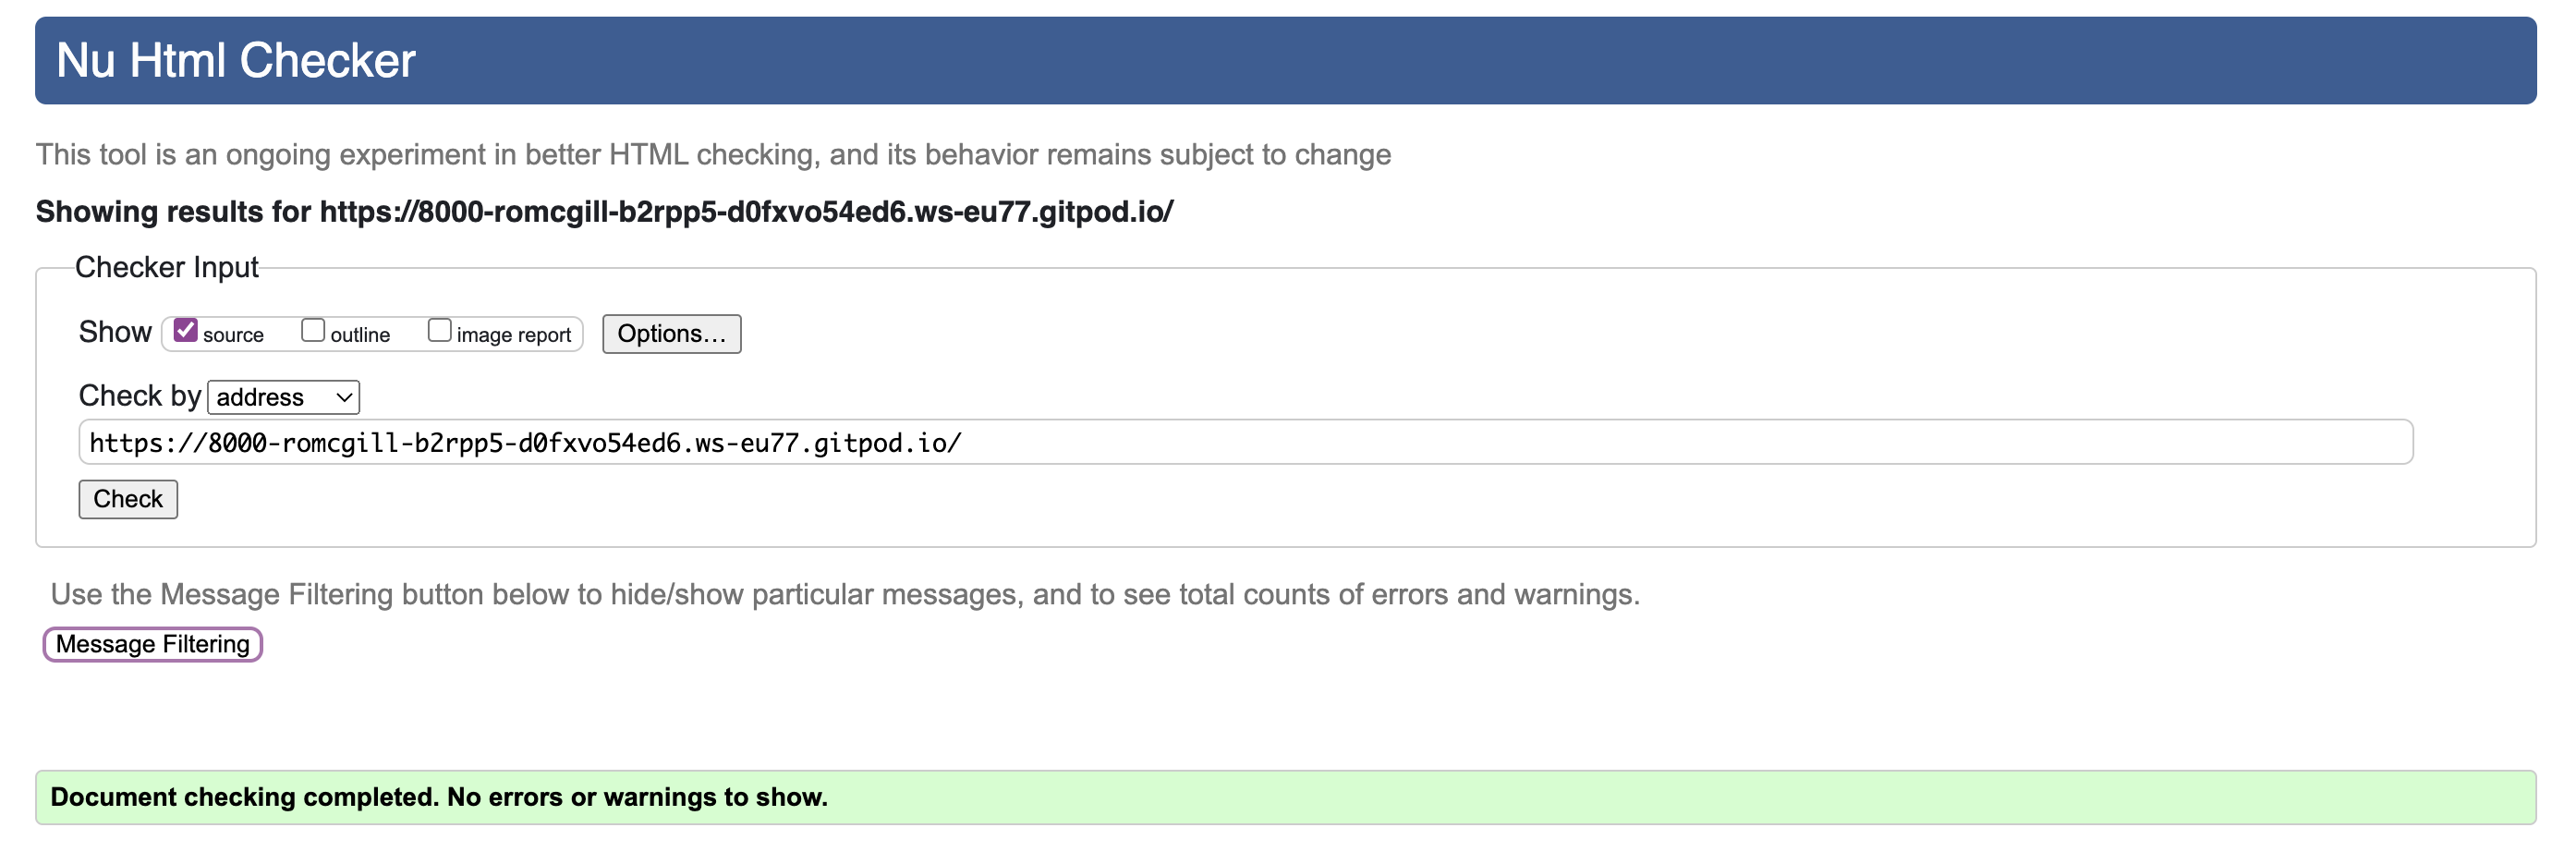 Nu Html Checker
This tool is an ongoing experiment in better HTML checking, and its behavior remains subject to change
Showing results for https://8000-romcgill-b2rpp5-d0fxvo54ed6.ws-eu77.gitpod.io/
Checker Input
Show source outline image report Options...
Check by address
https://8000-romcgill-b2rpp5-d0fxvo54ed6.ws-eu77.gitpod.io/
Check
Use the Message Filtering button below to hide/show particular messages, and to see total counts of errors and warnings.
Message Filtering
Document checking completed. No errors or warnings to show.